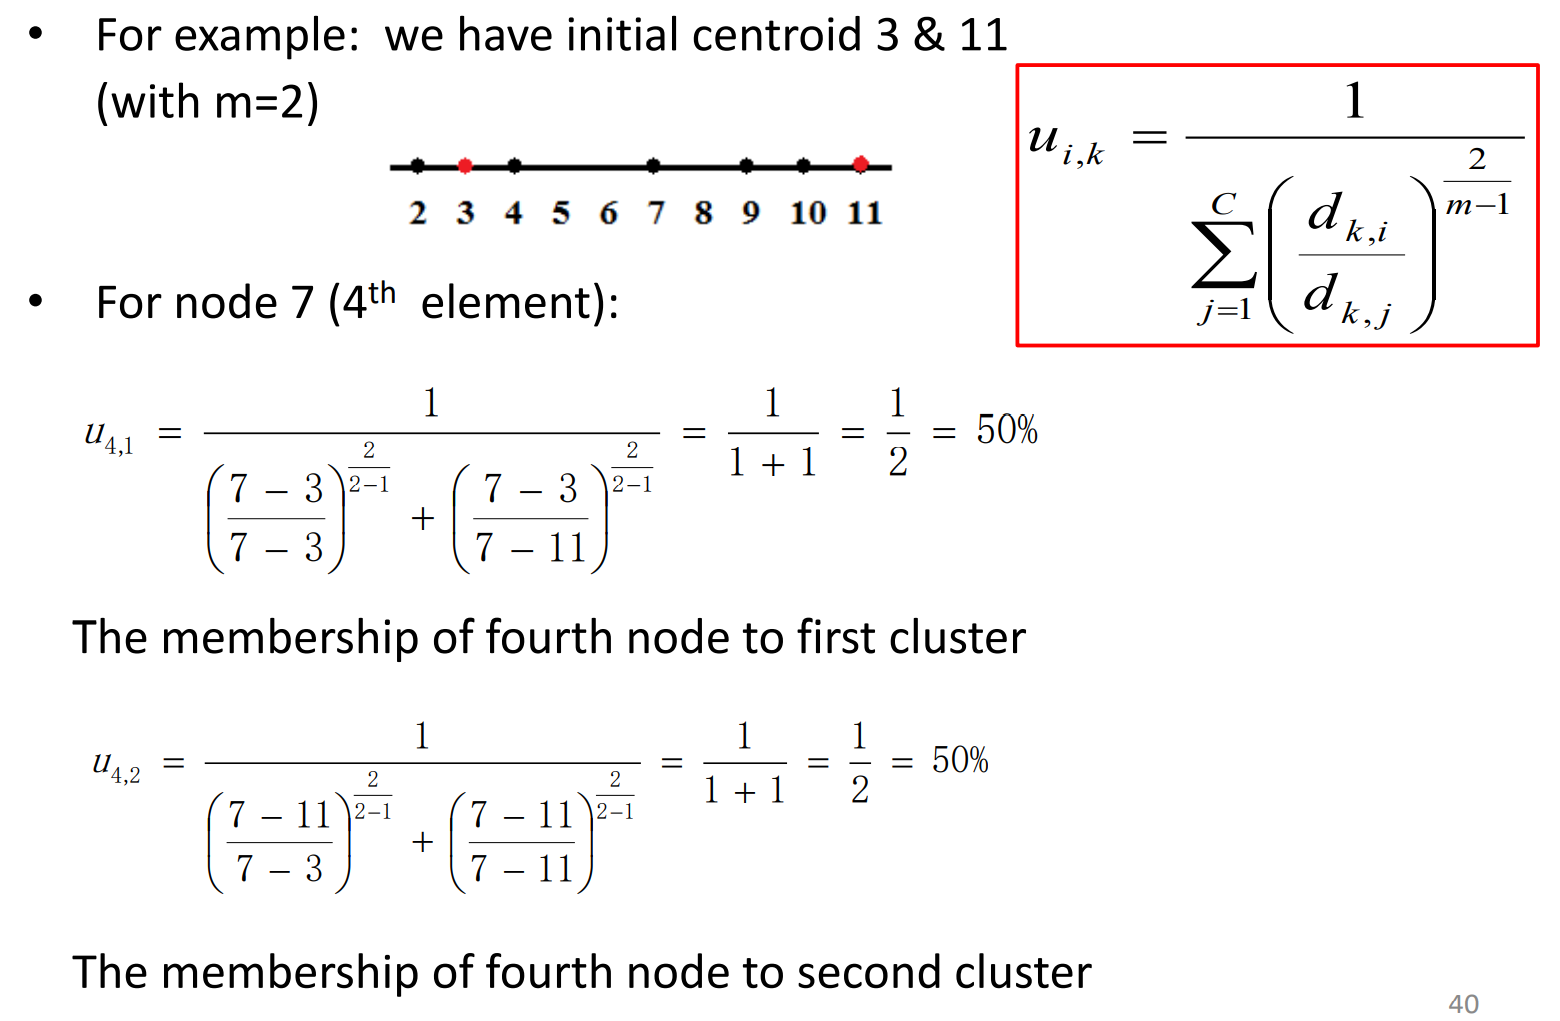 • For example: we have initial centroid 3 & 11
(with m=2)
u_{i,k} = \frac{1}{\sum_{j=1}^{C} \left( \frac{d_{k,i}}{d_{k,j}} \right)^{\frac{2}{m-1}}}
2 3 4 5 6 7 8 9 10 11
• For node 7 (4th element):
u_{4,1} = \frac{1}{\left( \frac{7 - 3}{7 - 3} \right)^{\frac{2}{2-1}} + \left( \frac{7 - 3}{7 - 11} \right)^{\frac{2}{2-1}}} = \frac{1}{1 + 1} = \frac{1}{2} = 50%
The membership of fourth node to first cluster
u_{4,2} = \frac{1}{\left( \frac{7 - 11}{7 - 3} \right)^{\frac{2}{2-1}} + \left( \frac{7 - 11}{7 - 11} \right)^{\frac{2}{2-1}}} = \frac{1}{1 + 1} = \frac{1}{2} = 50%
The membership of fourth node to second cluster
40